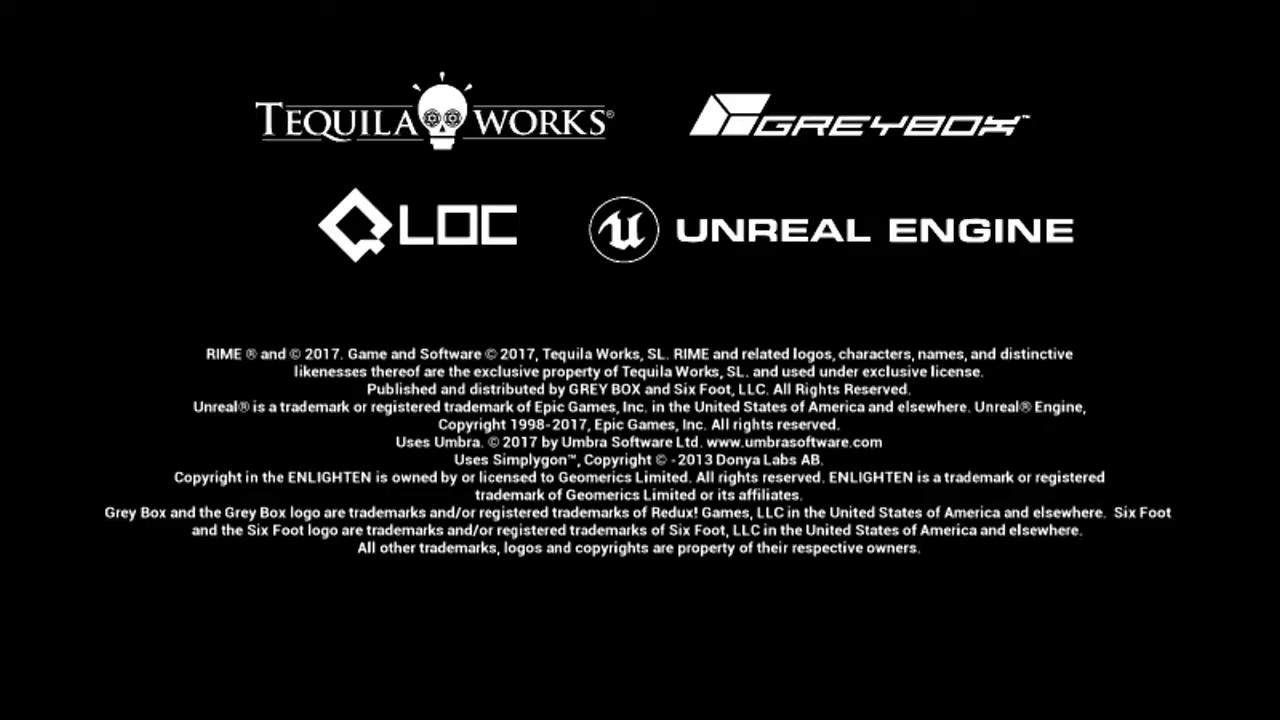 TEQUILA WORKS®
GREYBOX™
QLOC
UNREAL ENGINE
RIME ® and © 2017. Game and Software © 2017, Tequila Works, SL. RIME and related logos, characters, names, and distinctive
likenesses thereof are the exclusive property of Tequila Works, SL. and used under exclusive license.
Published and distributed by GREY BOX and Six Foot, LLC. All Rights Reserved.
Unreal® is a trademark or registered trademark of Epic Games, Inc. in the United States of America and elsewhere. Unreal® Engine,
Copyright 1998-2017, Epic Games, Inc. All rights reserved.
Uses Umbra. © 2017 by Umbra Software Ltd. www.umbrasoftware.com
Uses Simplygon™, Copyright © -2013 Donya Labs AB.
Copyright in the ENLIGHTEN is owned by or licensed to Geomerics Limited. All rights reserved. ENLIGHTEN is a trademark or registered
trademark of Geomerics Limited or its affiliates.
Grey Box and the Grey Box logo are trademarks and/or registered trademarks of Redux! Games, LLC in the United States of America and elsewhere. Six Foot
and the Six Foot logo are trademarks and/or registered trademarks of Six Foot, LLC in the United States of America and elsewhere.
All other trademarks, logos and copyrights are property of their respective owners.